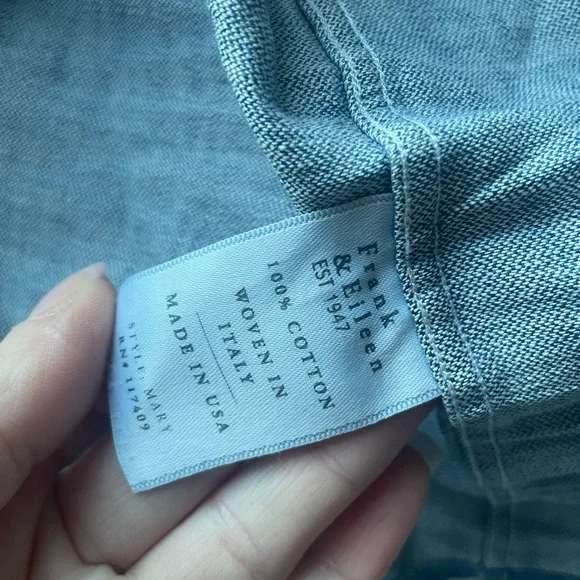 Frank
& Eileen
EST 1947
100% COTTON
WOVEN IN
ITALY
MADE IN USA
STYLE: MARY
RN# 117409